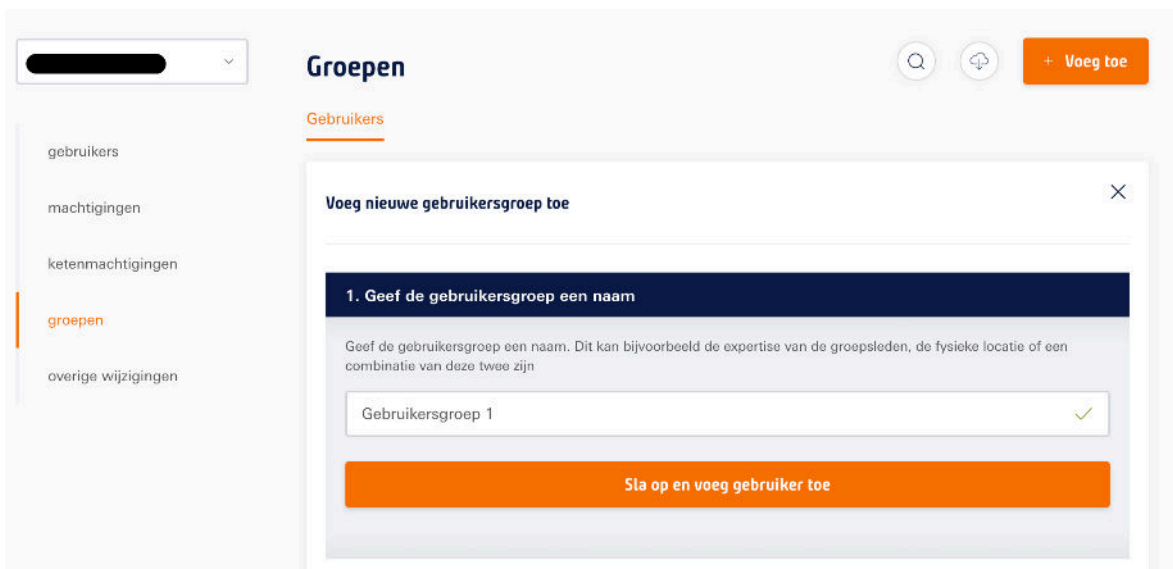 Groepen
+ Voeg toe
Gebruikers
gebruikers
machtigingen
ketenmachtigingen
groepen
overige wijzigingen
Voeg nieuwe gebruikersgroep toe
1. Geef de gebruikersgroep een naam
Geef de gebruikersgroep een naam. Dit kan bijvoorbeeld de expertise van de groepsleden, de fysieke locatie of een
combinatie van deze twee zijn
Gebruikersgroep 1
Sla op en voeg gebruiker toe